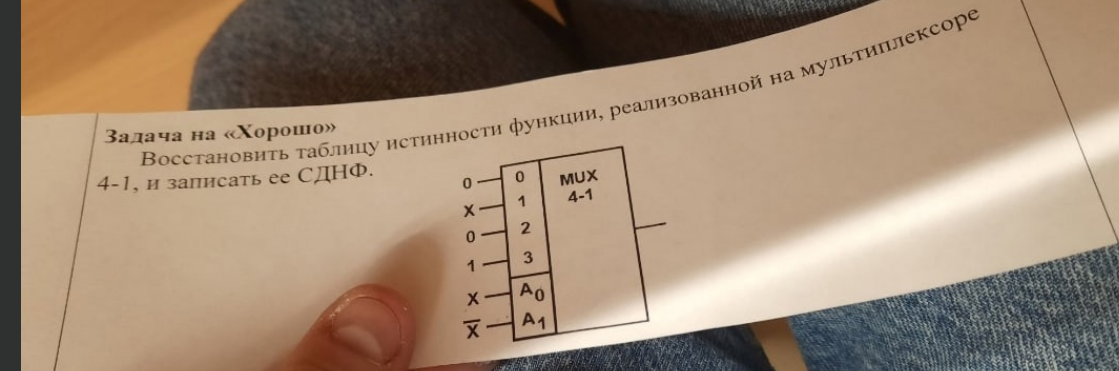 Задача на «Хорошо»
Восстановить таблицу истинности функции, реализованной на мультиплексоре
4-1, и записать ее СДНФ.
0 0 MUX
X 1 4-1
0 2
1 3
X A₀
X̅ A₁